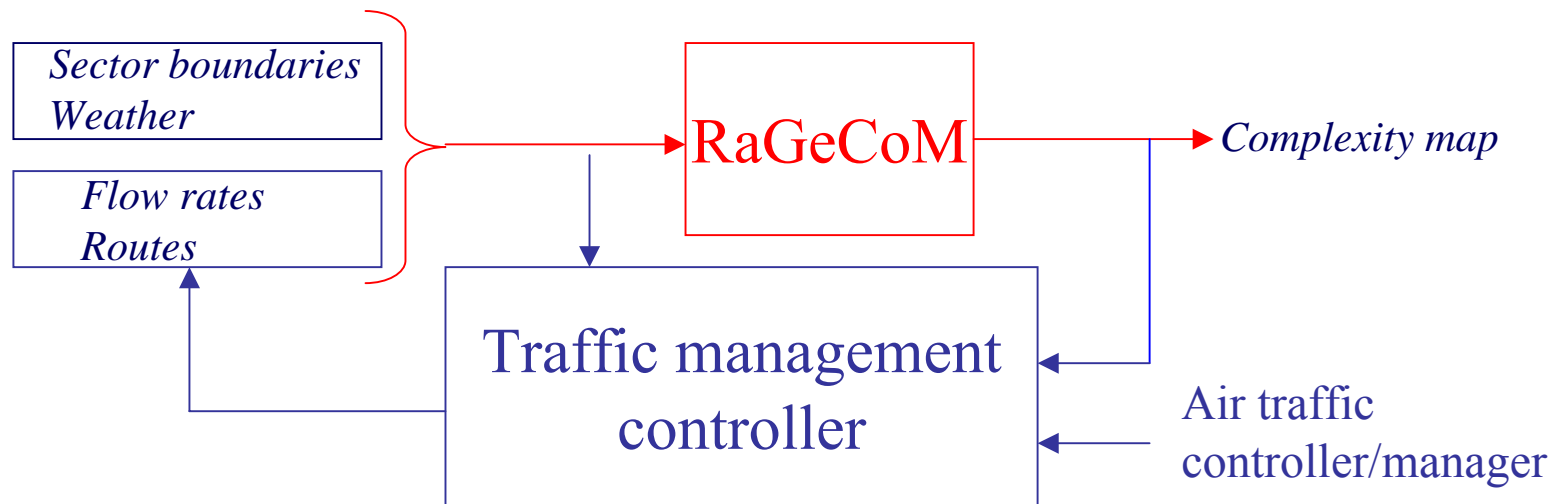 Sector boundaries
Weather
Flow rates
Routes
RaGeCoM
Complexity map
Traffic management
controller
Air traffic
controller/manager